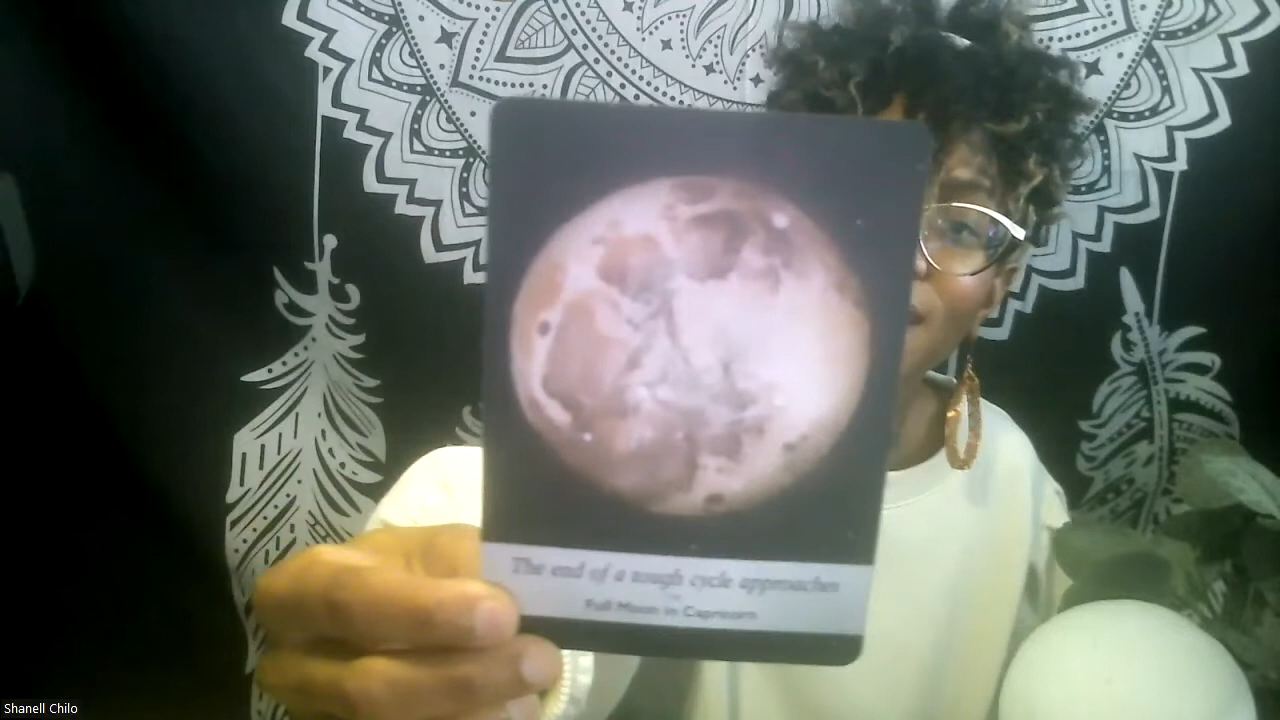 The end of a tough cycle approaches
Full Moon in Capricorn
Shanell Chilo